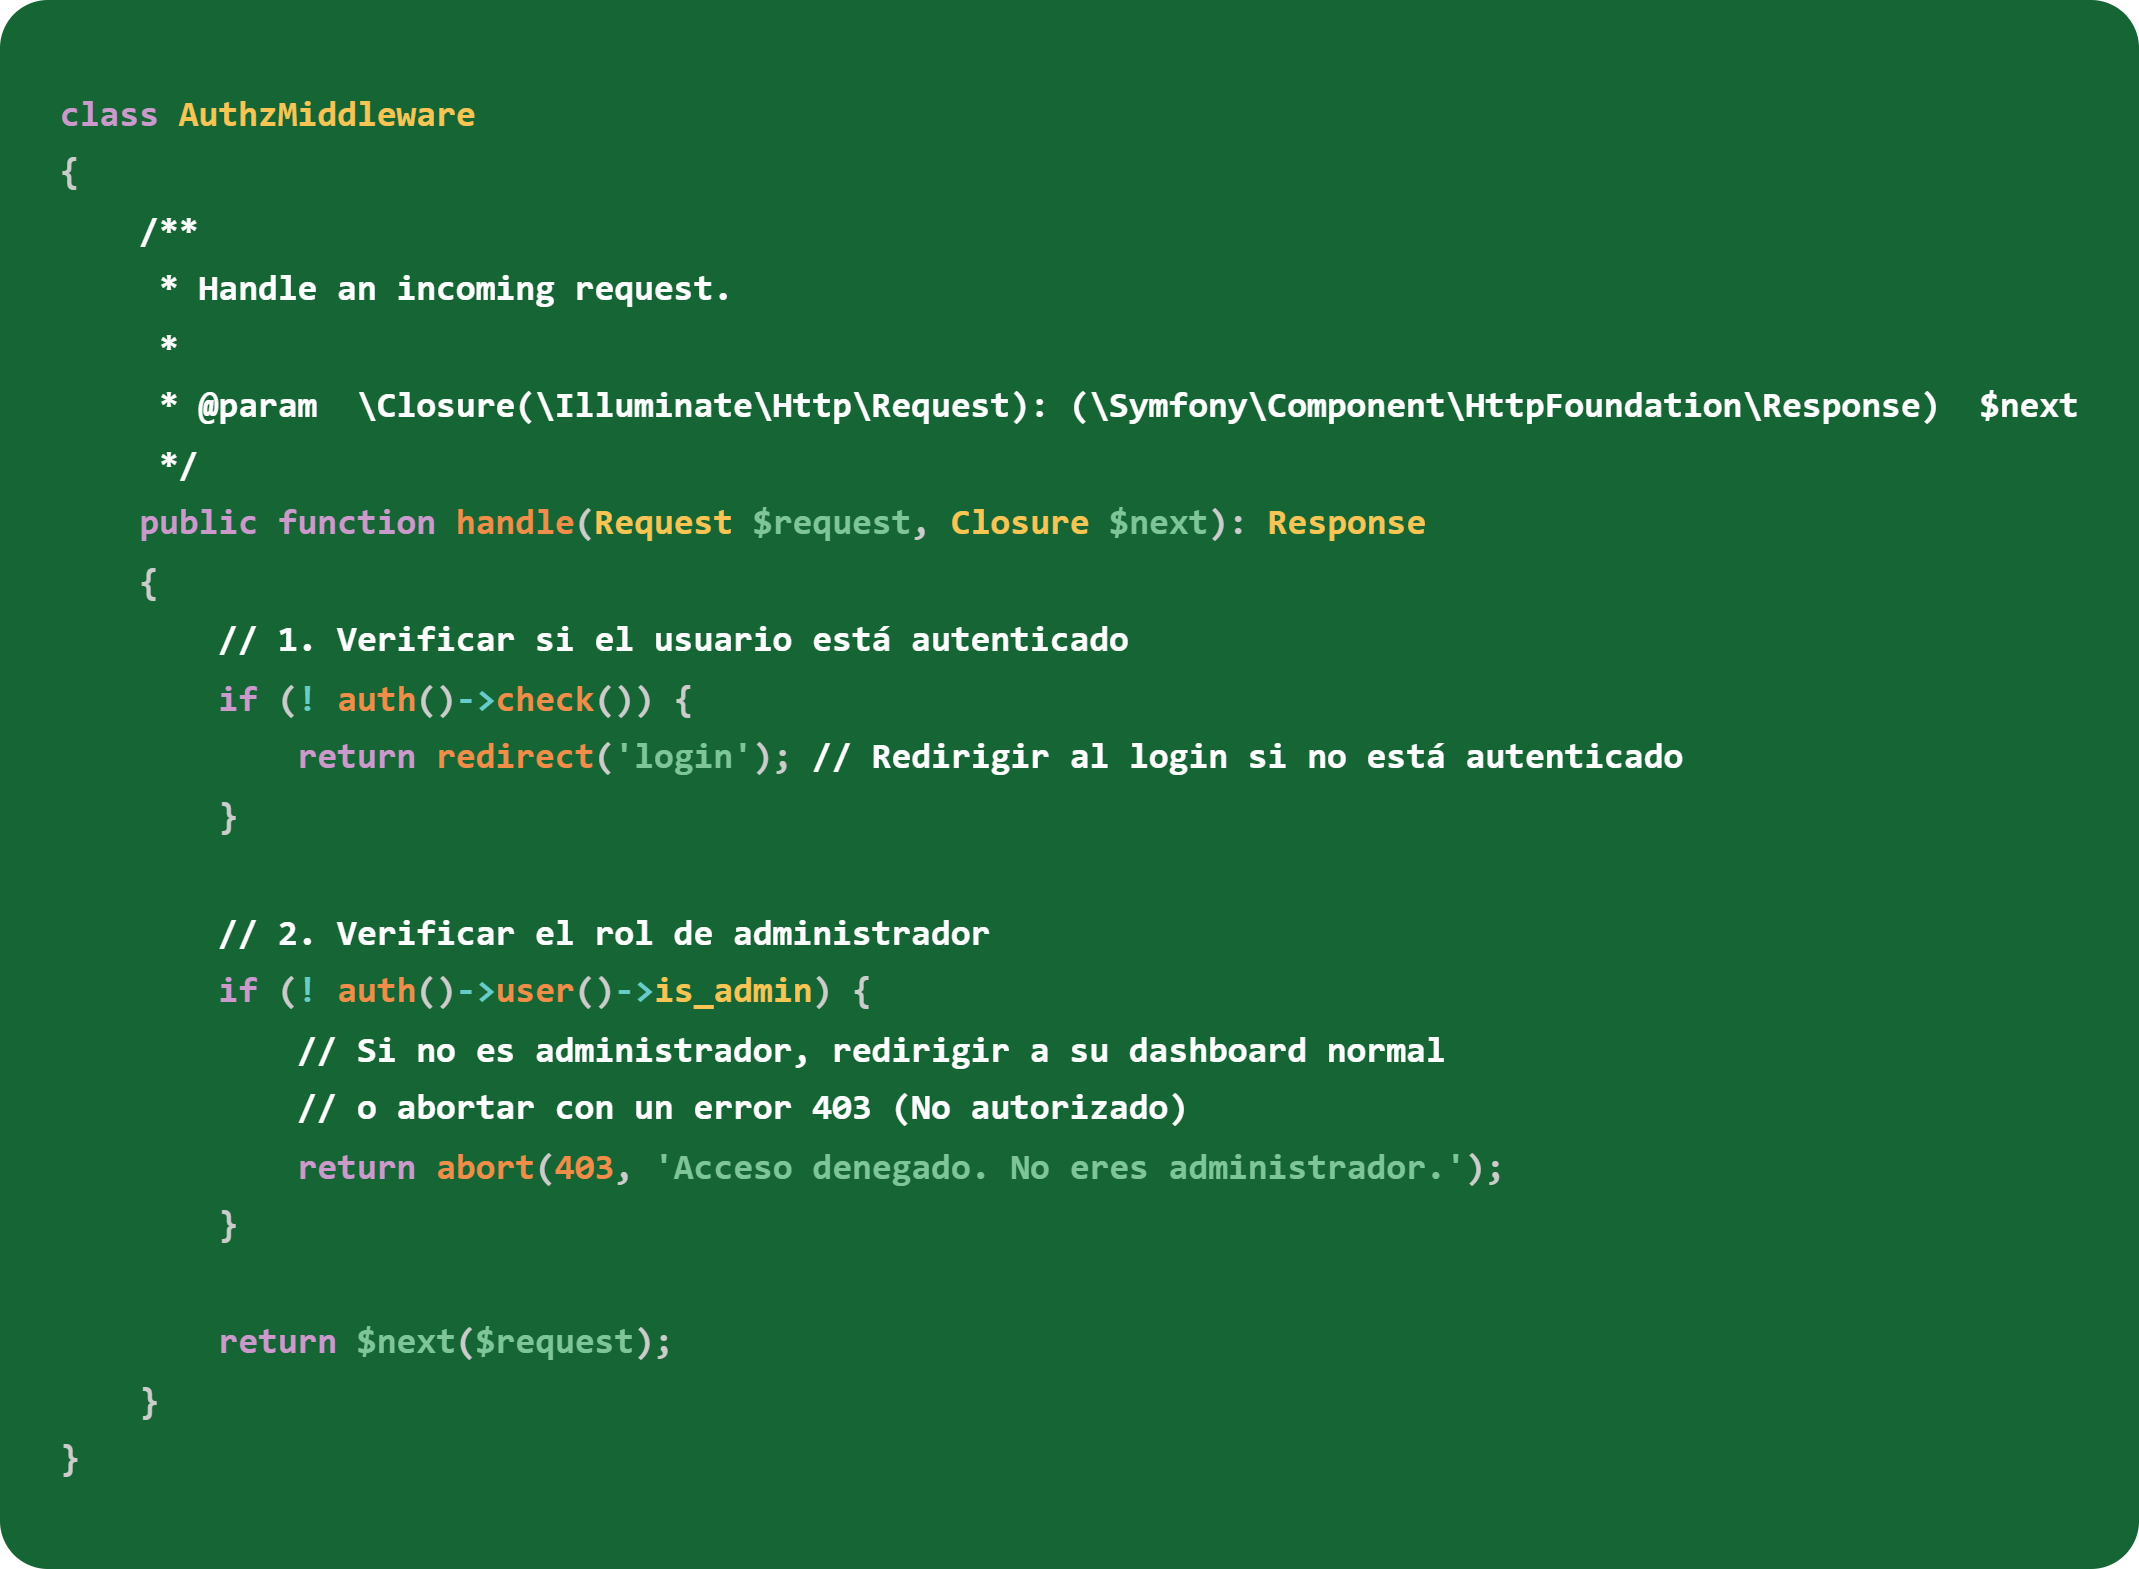 class AuthzMiddleware
{
    /**
     * Handle an incoming request.
     *
     * @param  \Closure(\Illuminate\Http\Request): (\Symfony\Component\HttpFoundation\Response)  $next
     */
    public function handle(Request $request, Closure $next): Response
    {
        // 1. Verificar si el usuario está autenticado
        if (! auth()->check()) {
            return redirect('login'); // Redirigir al login si no está autenticado
        }

        // 2. Verificar el rol de administrador
        if (! auth()->user()->is_admin) {
            // Si no es administrador, redirigir a su dashboard normal
            // o abortar con un error 403 (No autorizado)
            return abort(403, 'Acceso denegado. No eres administrador.');
        }

        return $next($request);
    }
}